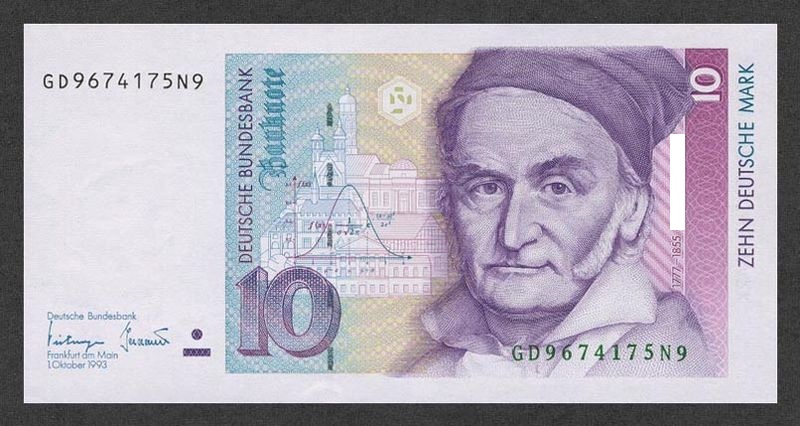 GD9674175N9
DEUTSCHE BUNDESBANK
Banknote
10
ZEHN DEUTSCHE MARK
1777–1855
f(x)
10
Deutsche Bundesbank
Frankfurt am Main
1.Oktober 1993
GD9674175N9